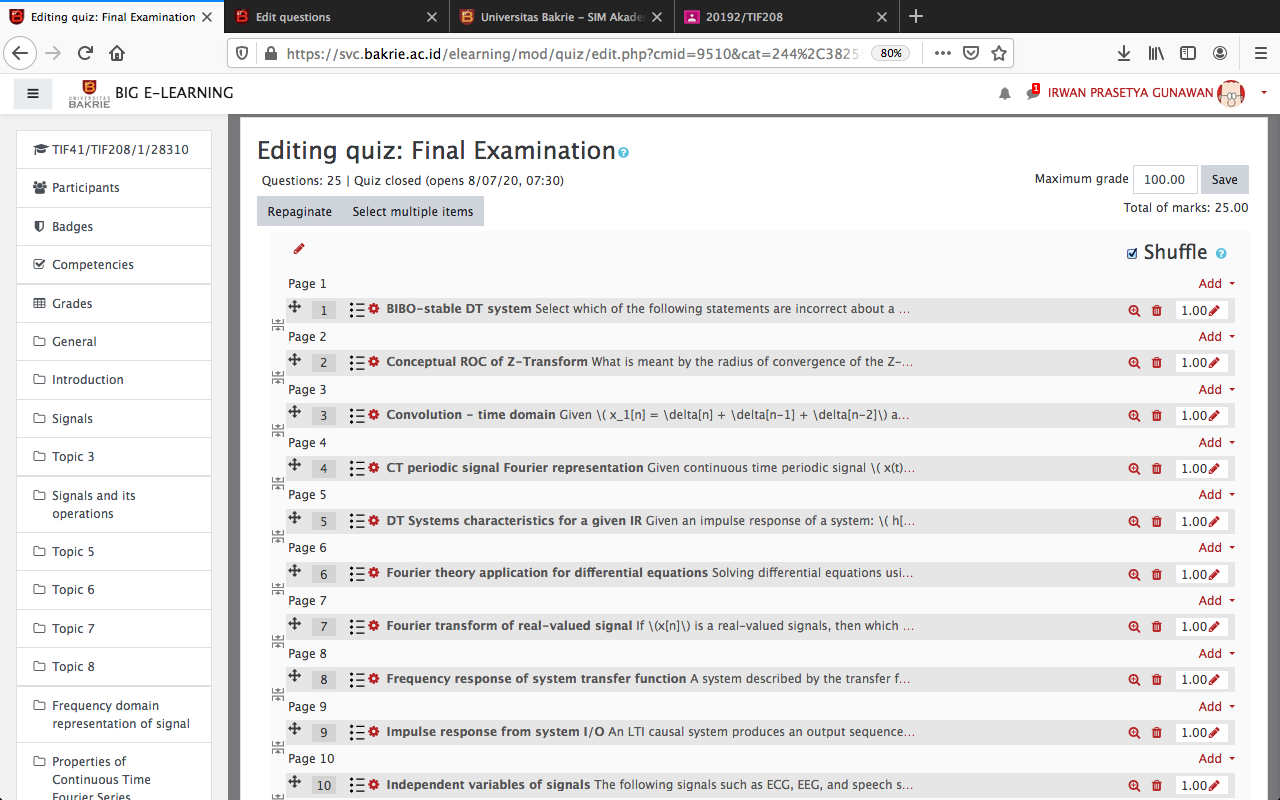 Editing quiz: Final Examination
Edit questions
Universitas Bakrie – SIM Akade
20192/TIF208
https://svc.bakrie.ac.id/elearning/mod/quiz/edit.php?cmid=9510&cat=244%2C3825
80%
UNIVERSITAS
BAKRIE
BIG E-LEARNING
1
IRWAN PRASETYA GUNAWAN
TIF41/TIF208/1/28310
Participants
Badges
Competencies
Grades
General
Introduction
Signals
Topic 3
Signals and its
operations
Topic 5
Topic 6
Topic 7
Topic 8
Frequency domain
representation of signal
Properties of
Continuous Time
Fourier Series
Editing quiz: Final Examination
Questions: 25 | Quiz closed (opens 8/07/20, 07:30)
Maximum grade 100.00 Save
Repaginate Select multiple items
Total of marks: 25.00
Shuffle
Page 1 Add
1 BIBO-stable DT system Select which of the following statements are incorrect about a ... 1.00
Page 2 Add
2 Conceptual ROC of Z-Transform What is meant by the radius of convergence of the Z-... 1.00
Page 3 Add
3 Convolution - time domain Given \( x_1[n] = \delta[n] + \delta[n-1] + \delta[n-2]\) a... 1.00
Page 4 Add
4 CT periodic signal Fourier representation Given continuous time periodic signal \( x(t)... 1.00
Page 5 Add
5 DT Systems characteristics for a given IR Given an impulse response of a system: \( h[... 1.00
Page 6 Add
6 Fourier theory application for differential equations Solving differential equations usi... 1.00
Page 7 Add
7 Fourier transform of real-valued signal If \(x[n]\) is a real-valued signals, then which ... 1.00
Page 8 Add
8 Frequency response of system transfer function A system described by the transfer f... 1.00
Page 9 Add
9 Impulse response from system I/O An LTI causal system produces an output sequence... 1.00
Page 10 Add
10 Independent variables of signals The following signals such as ECG, EEG, and speech s... 1.00